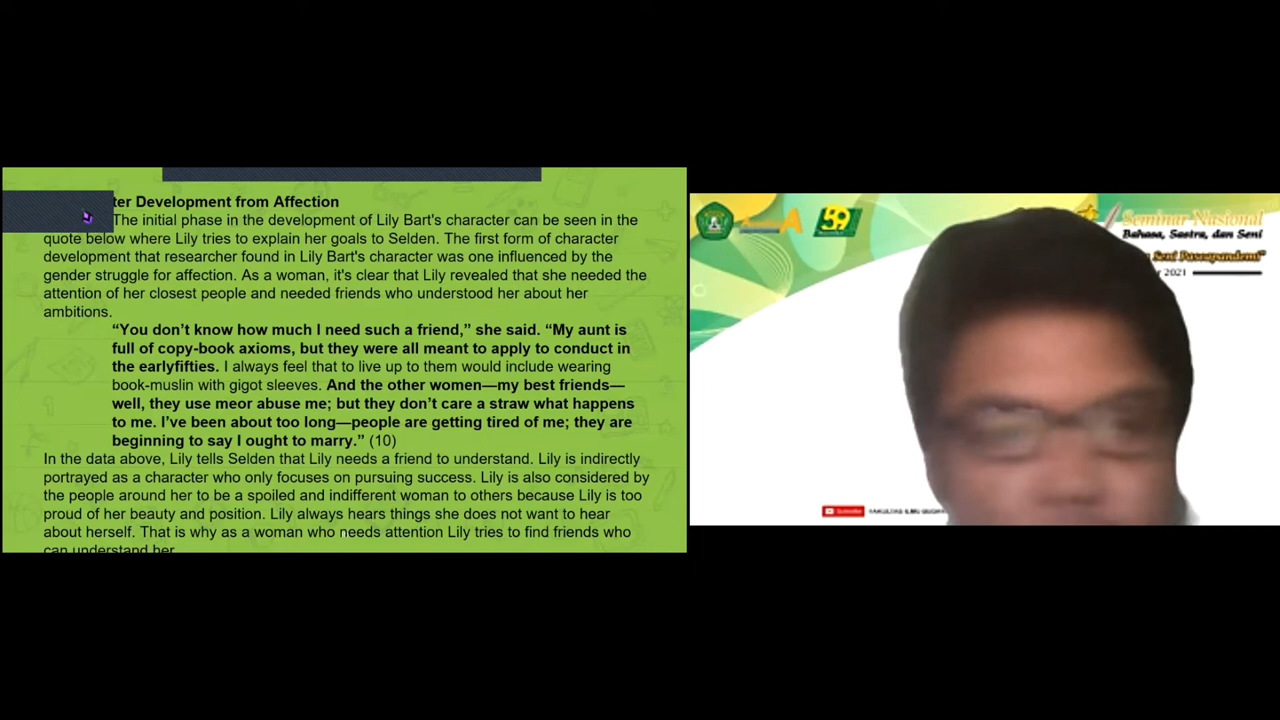 ter Development from Affection
The initial phase in the development of Lily Bart's character can be seen in the
quote below where Lily tries to explain her goals to Selden. The first form of character
development that researcher found in Lily Bart's character was one influenced by the
gender struggle for affection. As a woman, it's clear that Lily revealed that she needed the
attention of her closest people and needed friends who understood her about her
ambitions.
“You don’t know how much I need such a friend,” she said. “My aunt is
full of copy-book axioms, but they were all meant to apply to conduct in
the earlyfifties. I always feel that to live up to them would include wearing
book-muslin with gigot sleeves. And the other women—my best friends—
well, they use meor abuse me; but they don’t care a straw what happens
to me. I’ve been about too long—people are getting tired of me; they are
beginning to say I ought to marry.” (10)
In the data above, Lily tells Selden that Lily needs a friend to understand. Lily is indirectly
portrayed as a character who only focuses on pursuing success. Lily is also considered by
the people around her to be a spoiled and indifferent woman to others because Lily is too
proud of her beauty and position. Lily always hears things she does not want to hear
about herself. That is why as a woman who needs attention Lily tries to find friends who
can understand her
59
Seminar Nasional
Bahasa, Sastra, dan Seni
Seni Pascapandemi"
2021
Subscribe